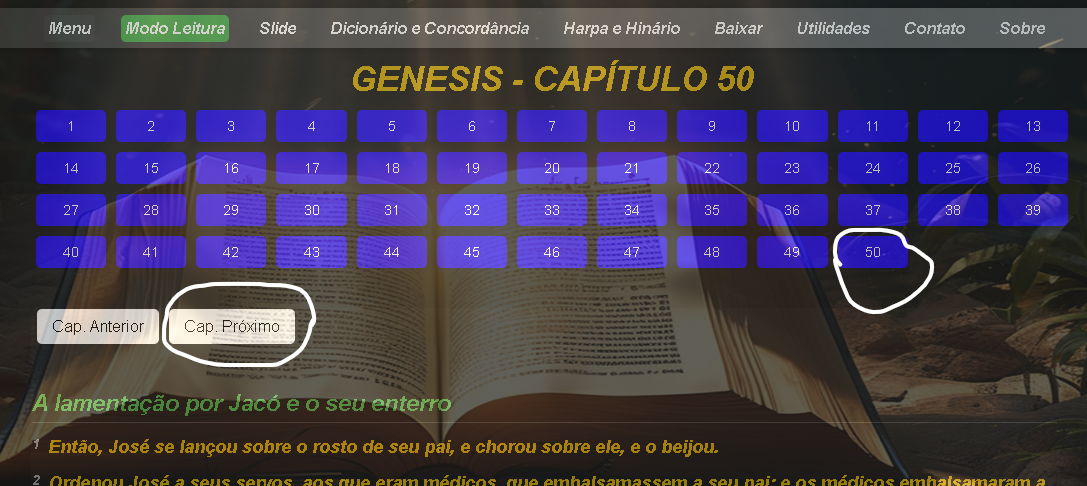 Menu Modo Leitura Slide Dicionário e Concordância Harpa e Hinário Baixar Utilidades Contato Sobre
GENESIS - CAPÍTULO 50
1 2 3 4 5 6 7 8 9 10 11 12 13
14 15 16 17 18 19 20 21 22 23 24 25 26
27 28 29 30 31 32 33 34 35 36 37 38 39
40 41 42 43 44 45 46 47 48 49 50
Cap. Anterior Cap. Próximo
A lamentação por Jacó e o seu enterro
1 Então, José se lançou sobre o rosto de seu pai, e chorou sobre ele, e o beijou.
2 Ordenou José a seus servos, aos que eram médicos, que embalsamassem a seu pai; e os médicos embalsamaram a